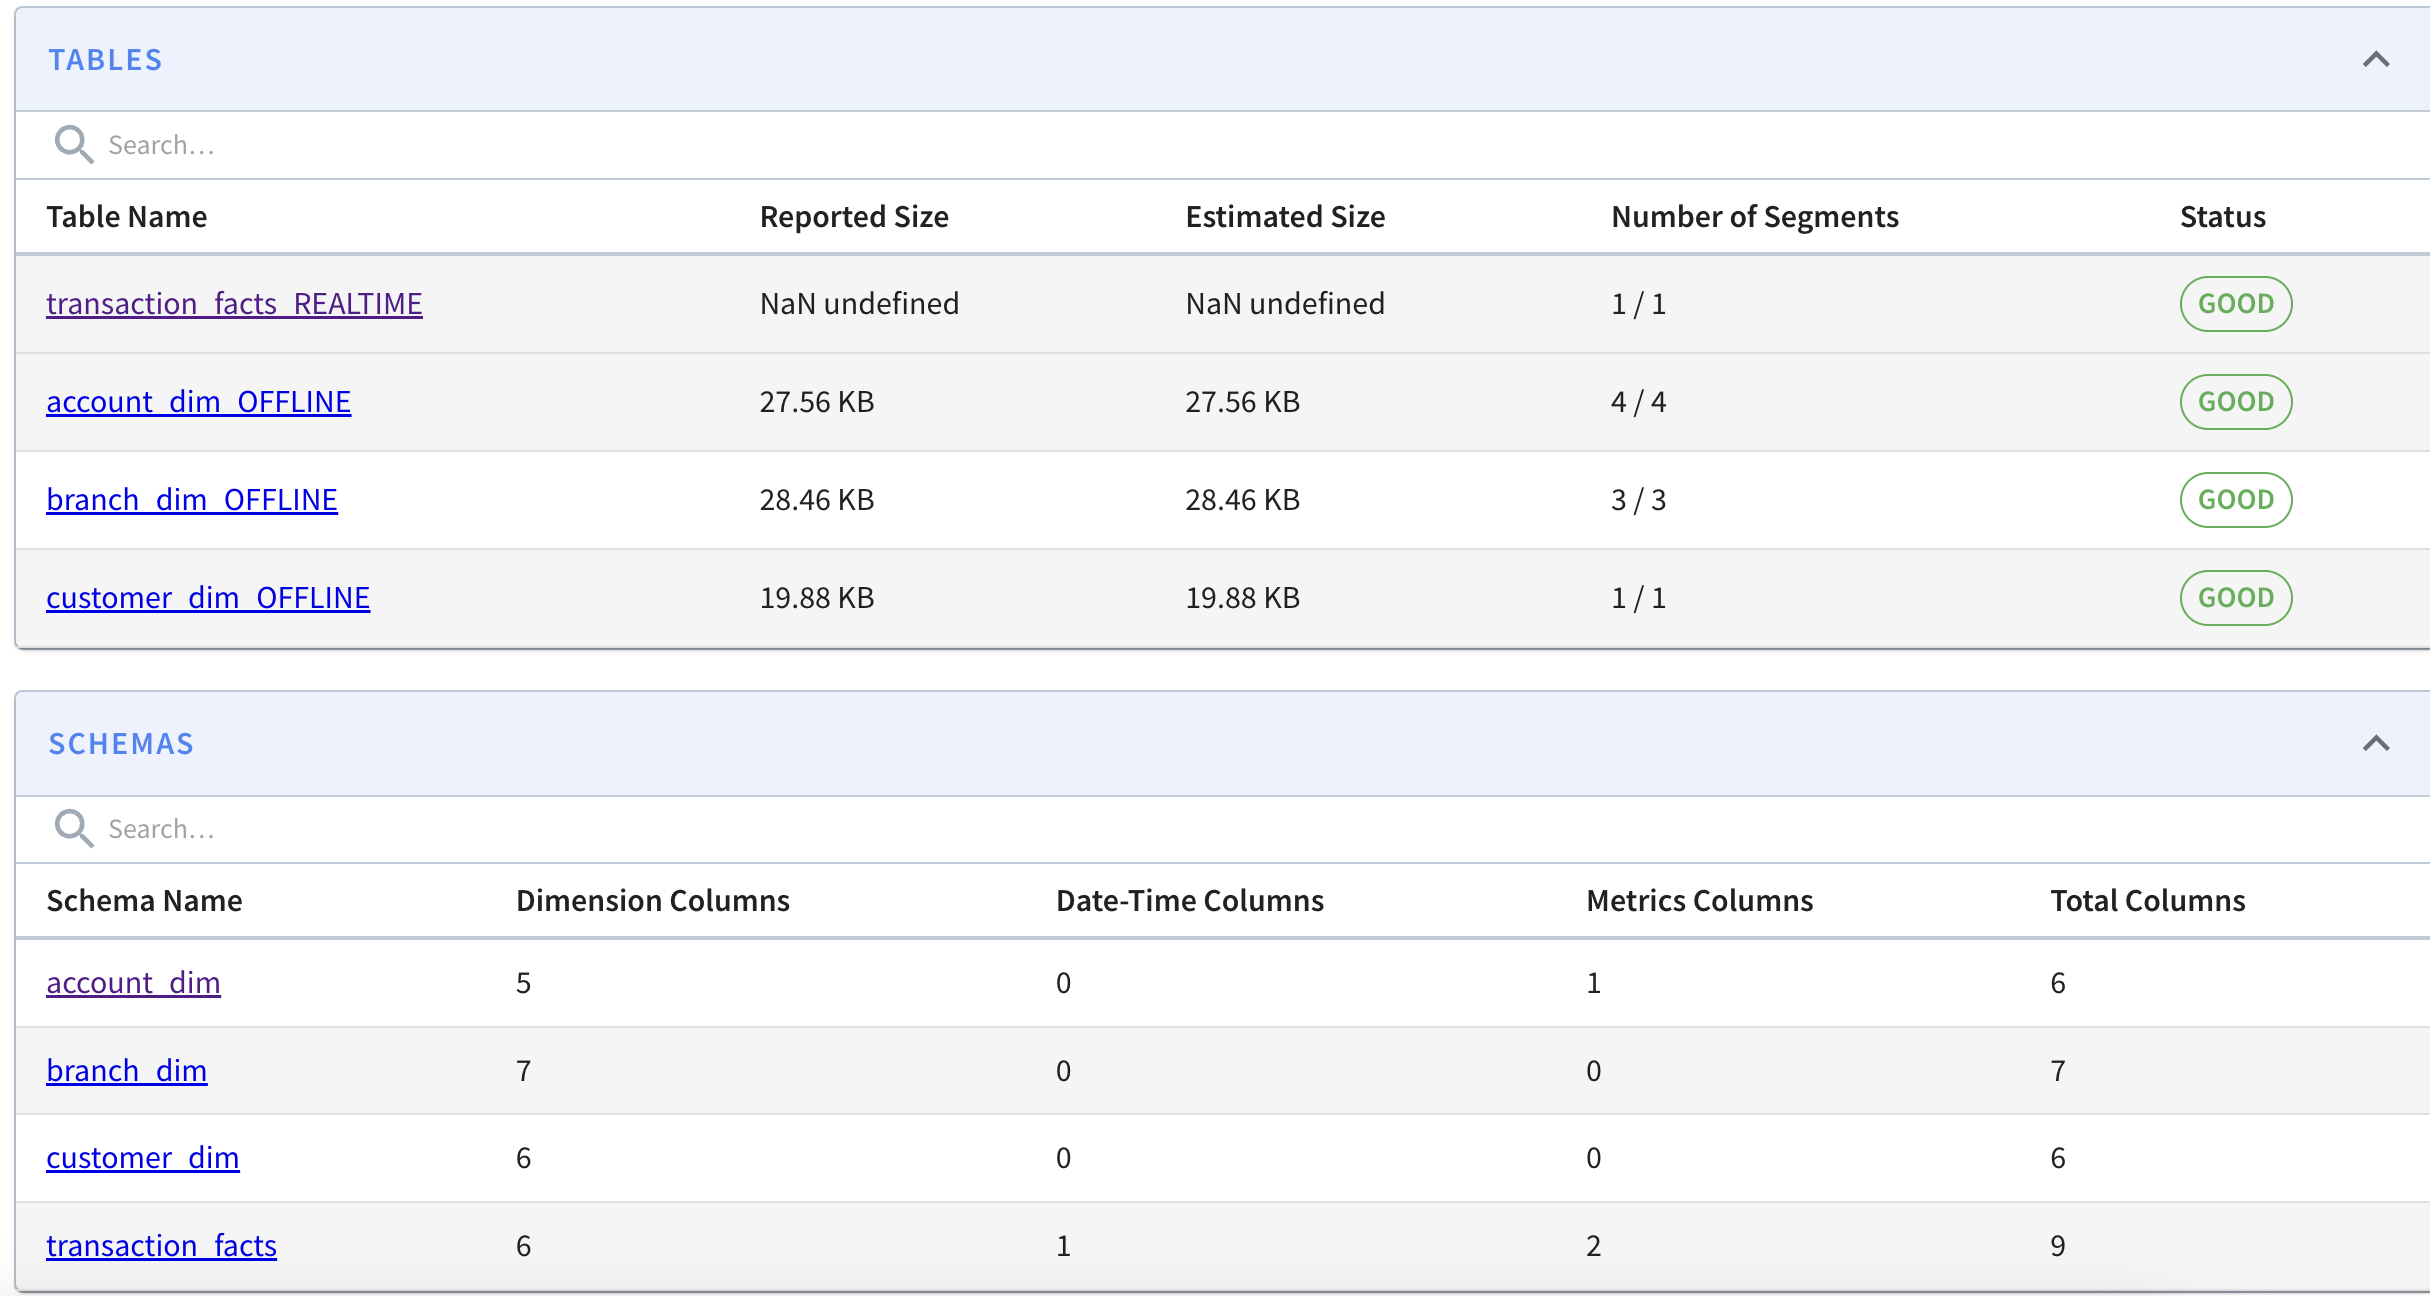 TABLES
Search…
Table Name Reported Size Estimated Size Number of Segments Status
transaction_facts_REALTIME NaN undefined NaN undefined 1 / 1 GOOD
account_dim_OFFLINE 27.56 KB 27.56 KB 4 / 4 GOOD
branch_dim_OFFLINE 28.46 KB 28.46 KB 3 / 3 GOOD
customer_dim_OFFLINE 19.88 KB 19.88 KB 1 / 1 GOOD
SCHEMAS
Search…
Schema Name Dimension Columns Date-Time Columns Metrics Columns Total Columns
account_dim 5 0 1 6
branch_dim 7 0 0 7
customer_dim 6 0 0 6
transaction_facts 6 1 2 9